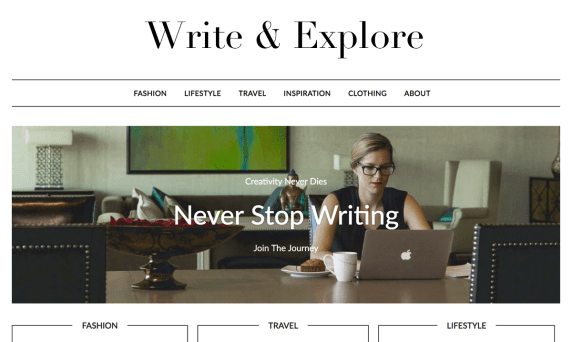 Write & Explore
FASHION LIFESTYLE TRAVEL INSPIRATION CLOTHING ABOUT
Creativity Never Dies
Never Stop Writing
Join The Journey
FASHION TRAVEL LIFESTYLE